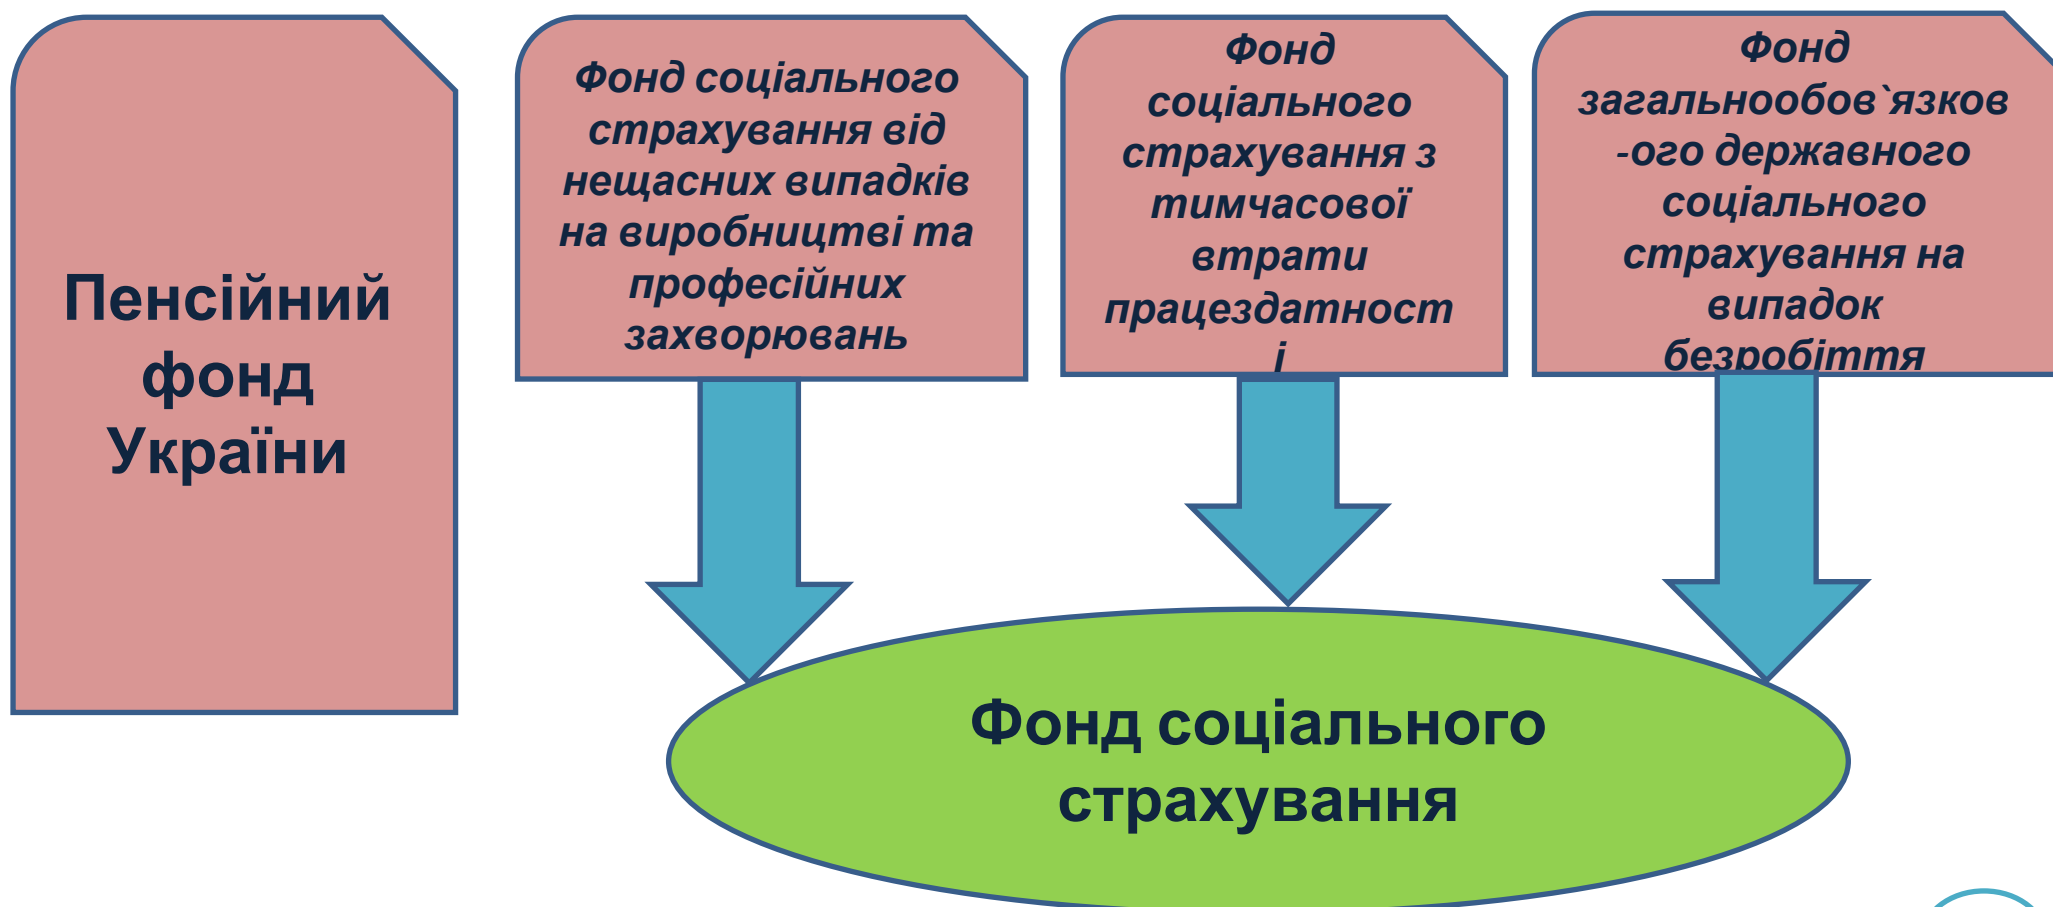 Пенсійний
фонд
України
Фонд соціального
страхування від
нещасних випадків
на виробництві та
професійних
захворювань
Фонд
соціального
страхування з
тимчасової
втрати
працездатност
і
Фонд
загальнообов`язков
-ого державного
соціального
страхування на
випадок
безробіття
Фонд соціального
страхування